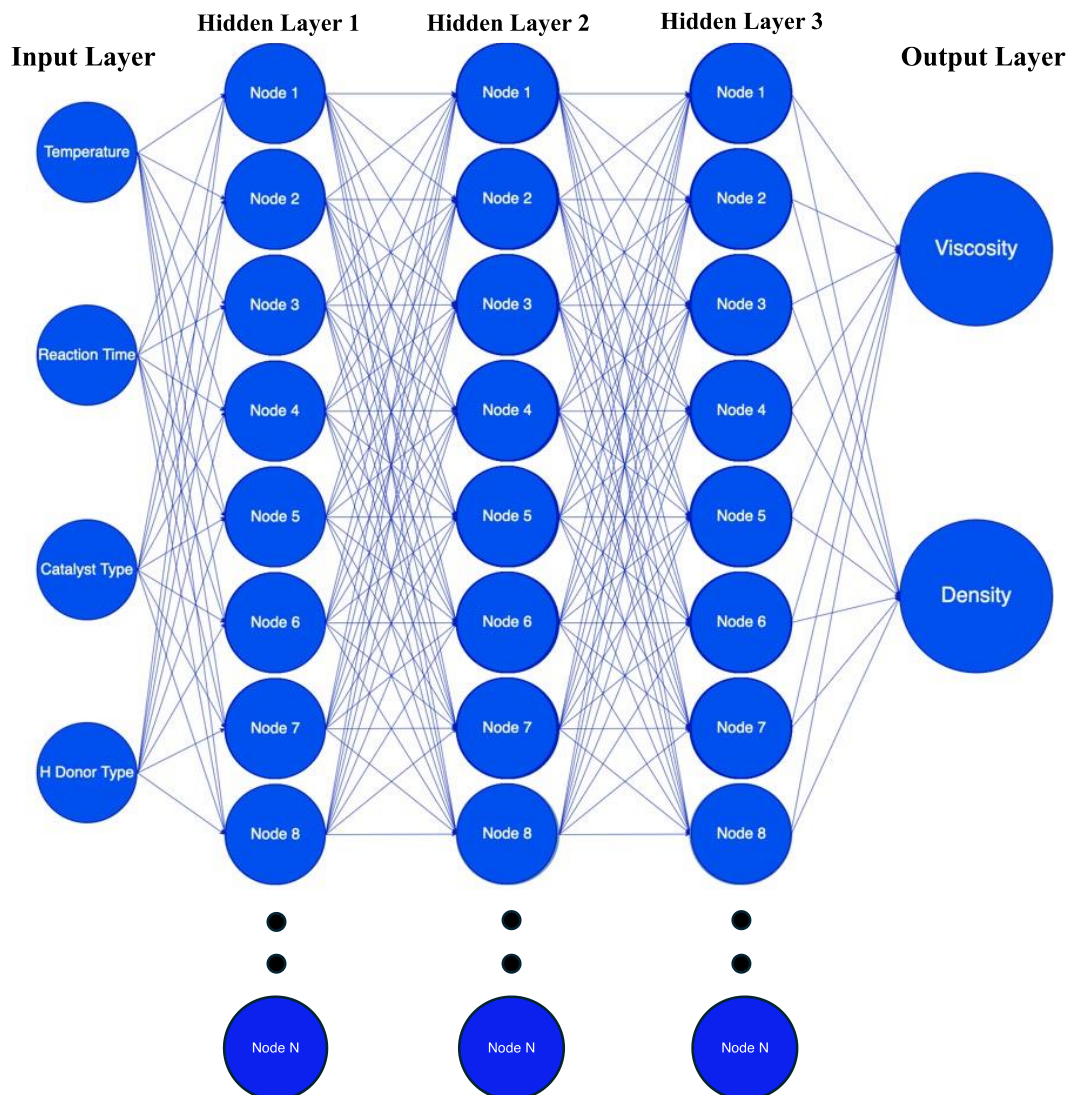 Input Layer
Hidden Layer 1
Hidden Layer 2
Hidden Layer 3
Output Layer
Temperature
Reaction Time
Catalyst Type
H Donor Type
Node 1
Node 2
Node 3
Node 4
Node 5
Node 6
Node 7
Node 8
Node N
Node 1
Node 2
Node 3
Node 4
Node 5
Node 6
Node 7
Node 8
Node N
Node 1
Node 2
Node 3
Node 4
Node 5
Node 6
Node 7
Node 8
Node N
Viscosity
Density